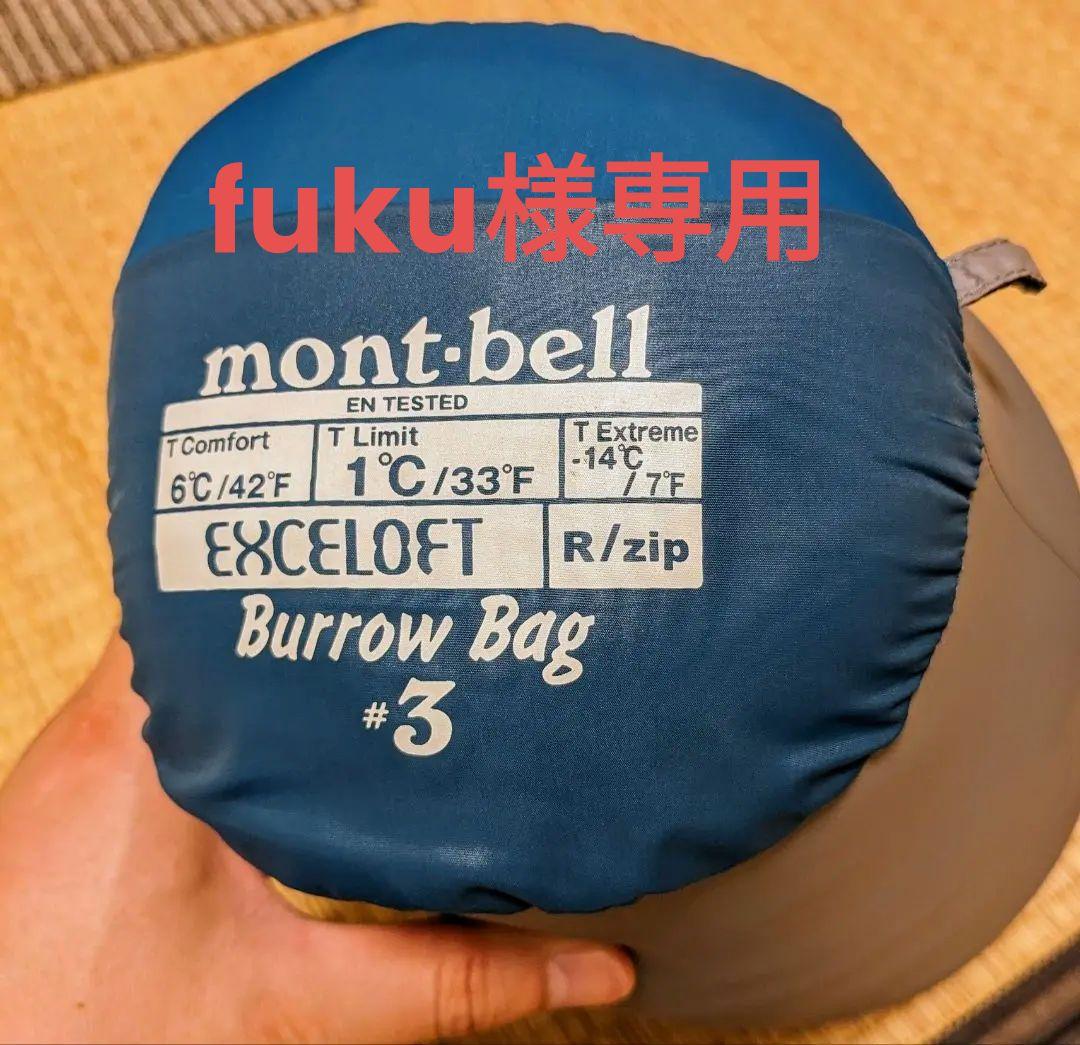 fuku様専用
mont-bell
EN TESTED
T Comfort
6℃/42°F
T Limit
1℃/33°F
T Extreme
-14℃
/7°F
EXCELOFT
R/zip
Burrow Bag
#3